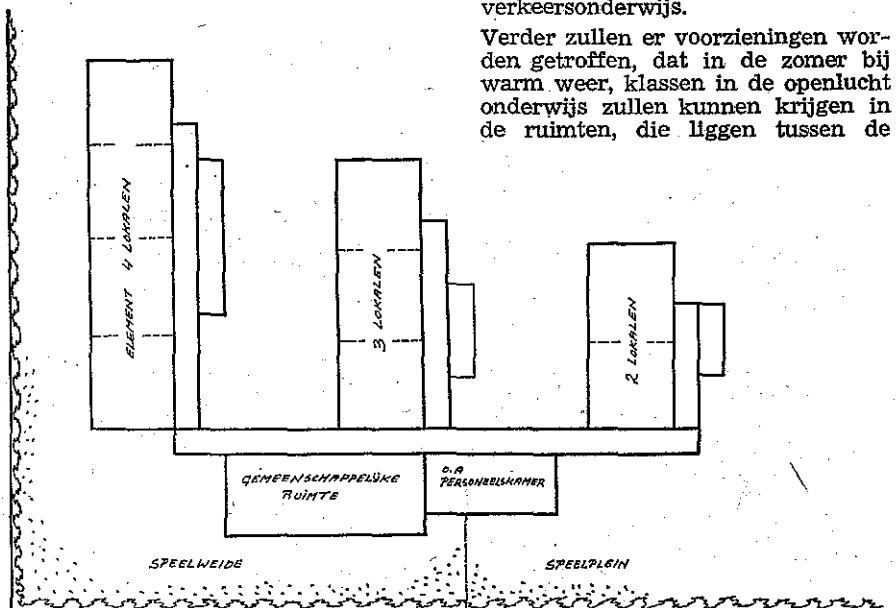 verkeersonderwijs.
Verder zullen er voorzieningen wor-
den getroffen, dat in de zomer bij
warm weer, klassen in de openlucht
onderwijs zullen kunnen krijgen in
de ruimten, die liggen tussen de
ELEMENT 4 LOKALEN
3 LOKALEN
2 LOKALEN
GEMEENSCHAPPELIJKE
RUIMTE
O.A
PERSONEELSKAMER
SPEELWEIDE
SPEELPLEIN